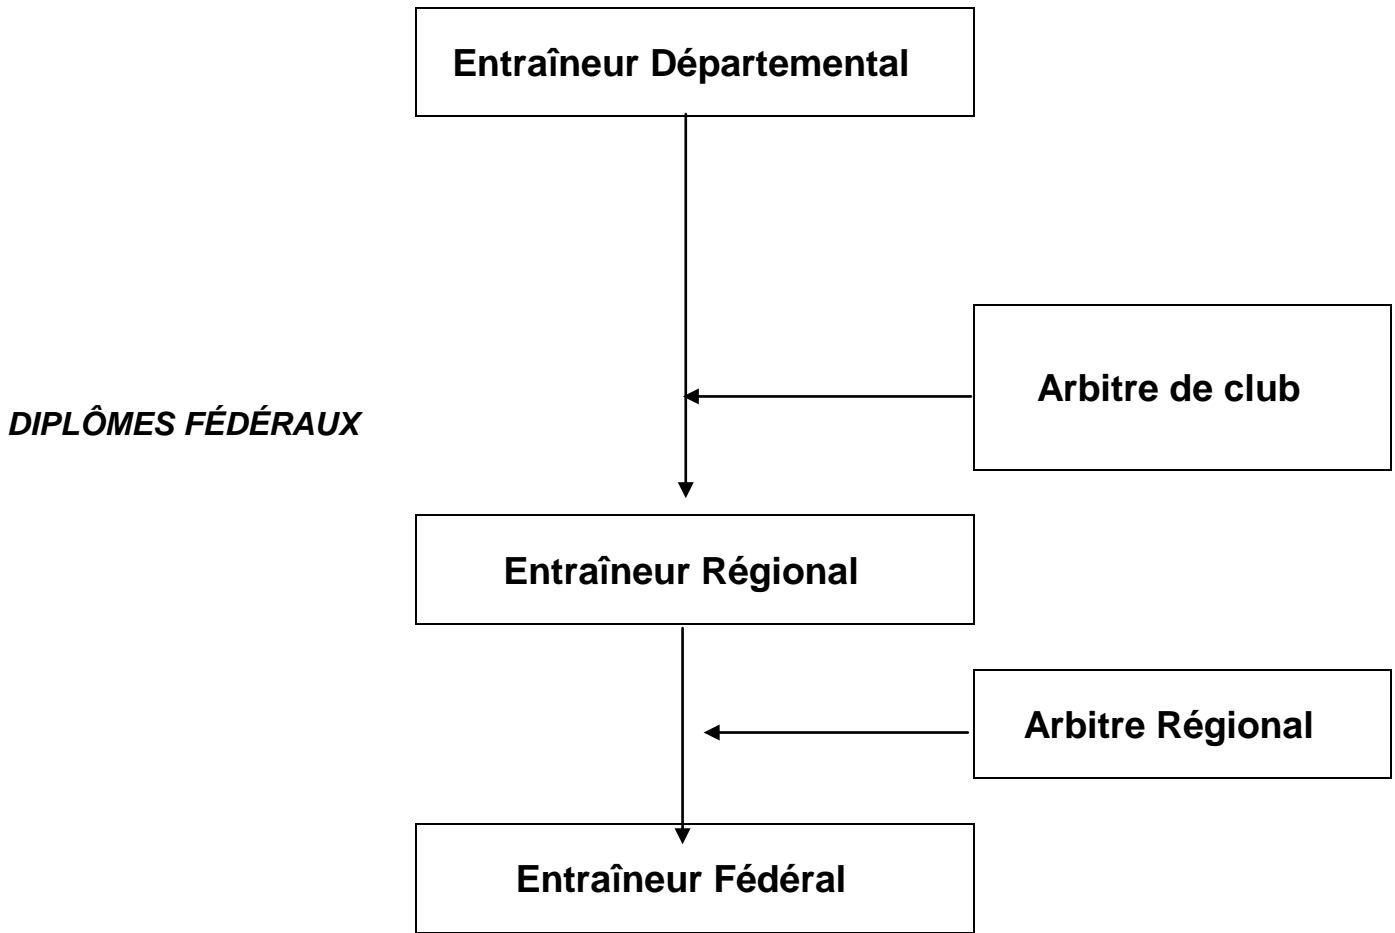 Entraîneur Départemental
Arbitre de club
DIPLÔMES FÉDÉRAUX
Entraîneur Régional
Arbitre Régional
Entraîneur Fédéral